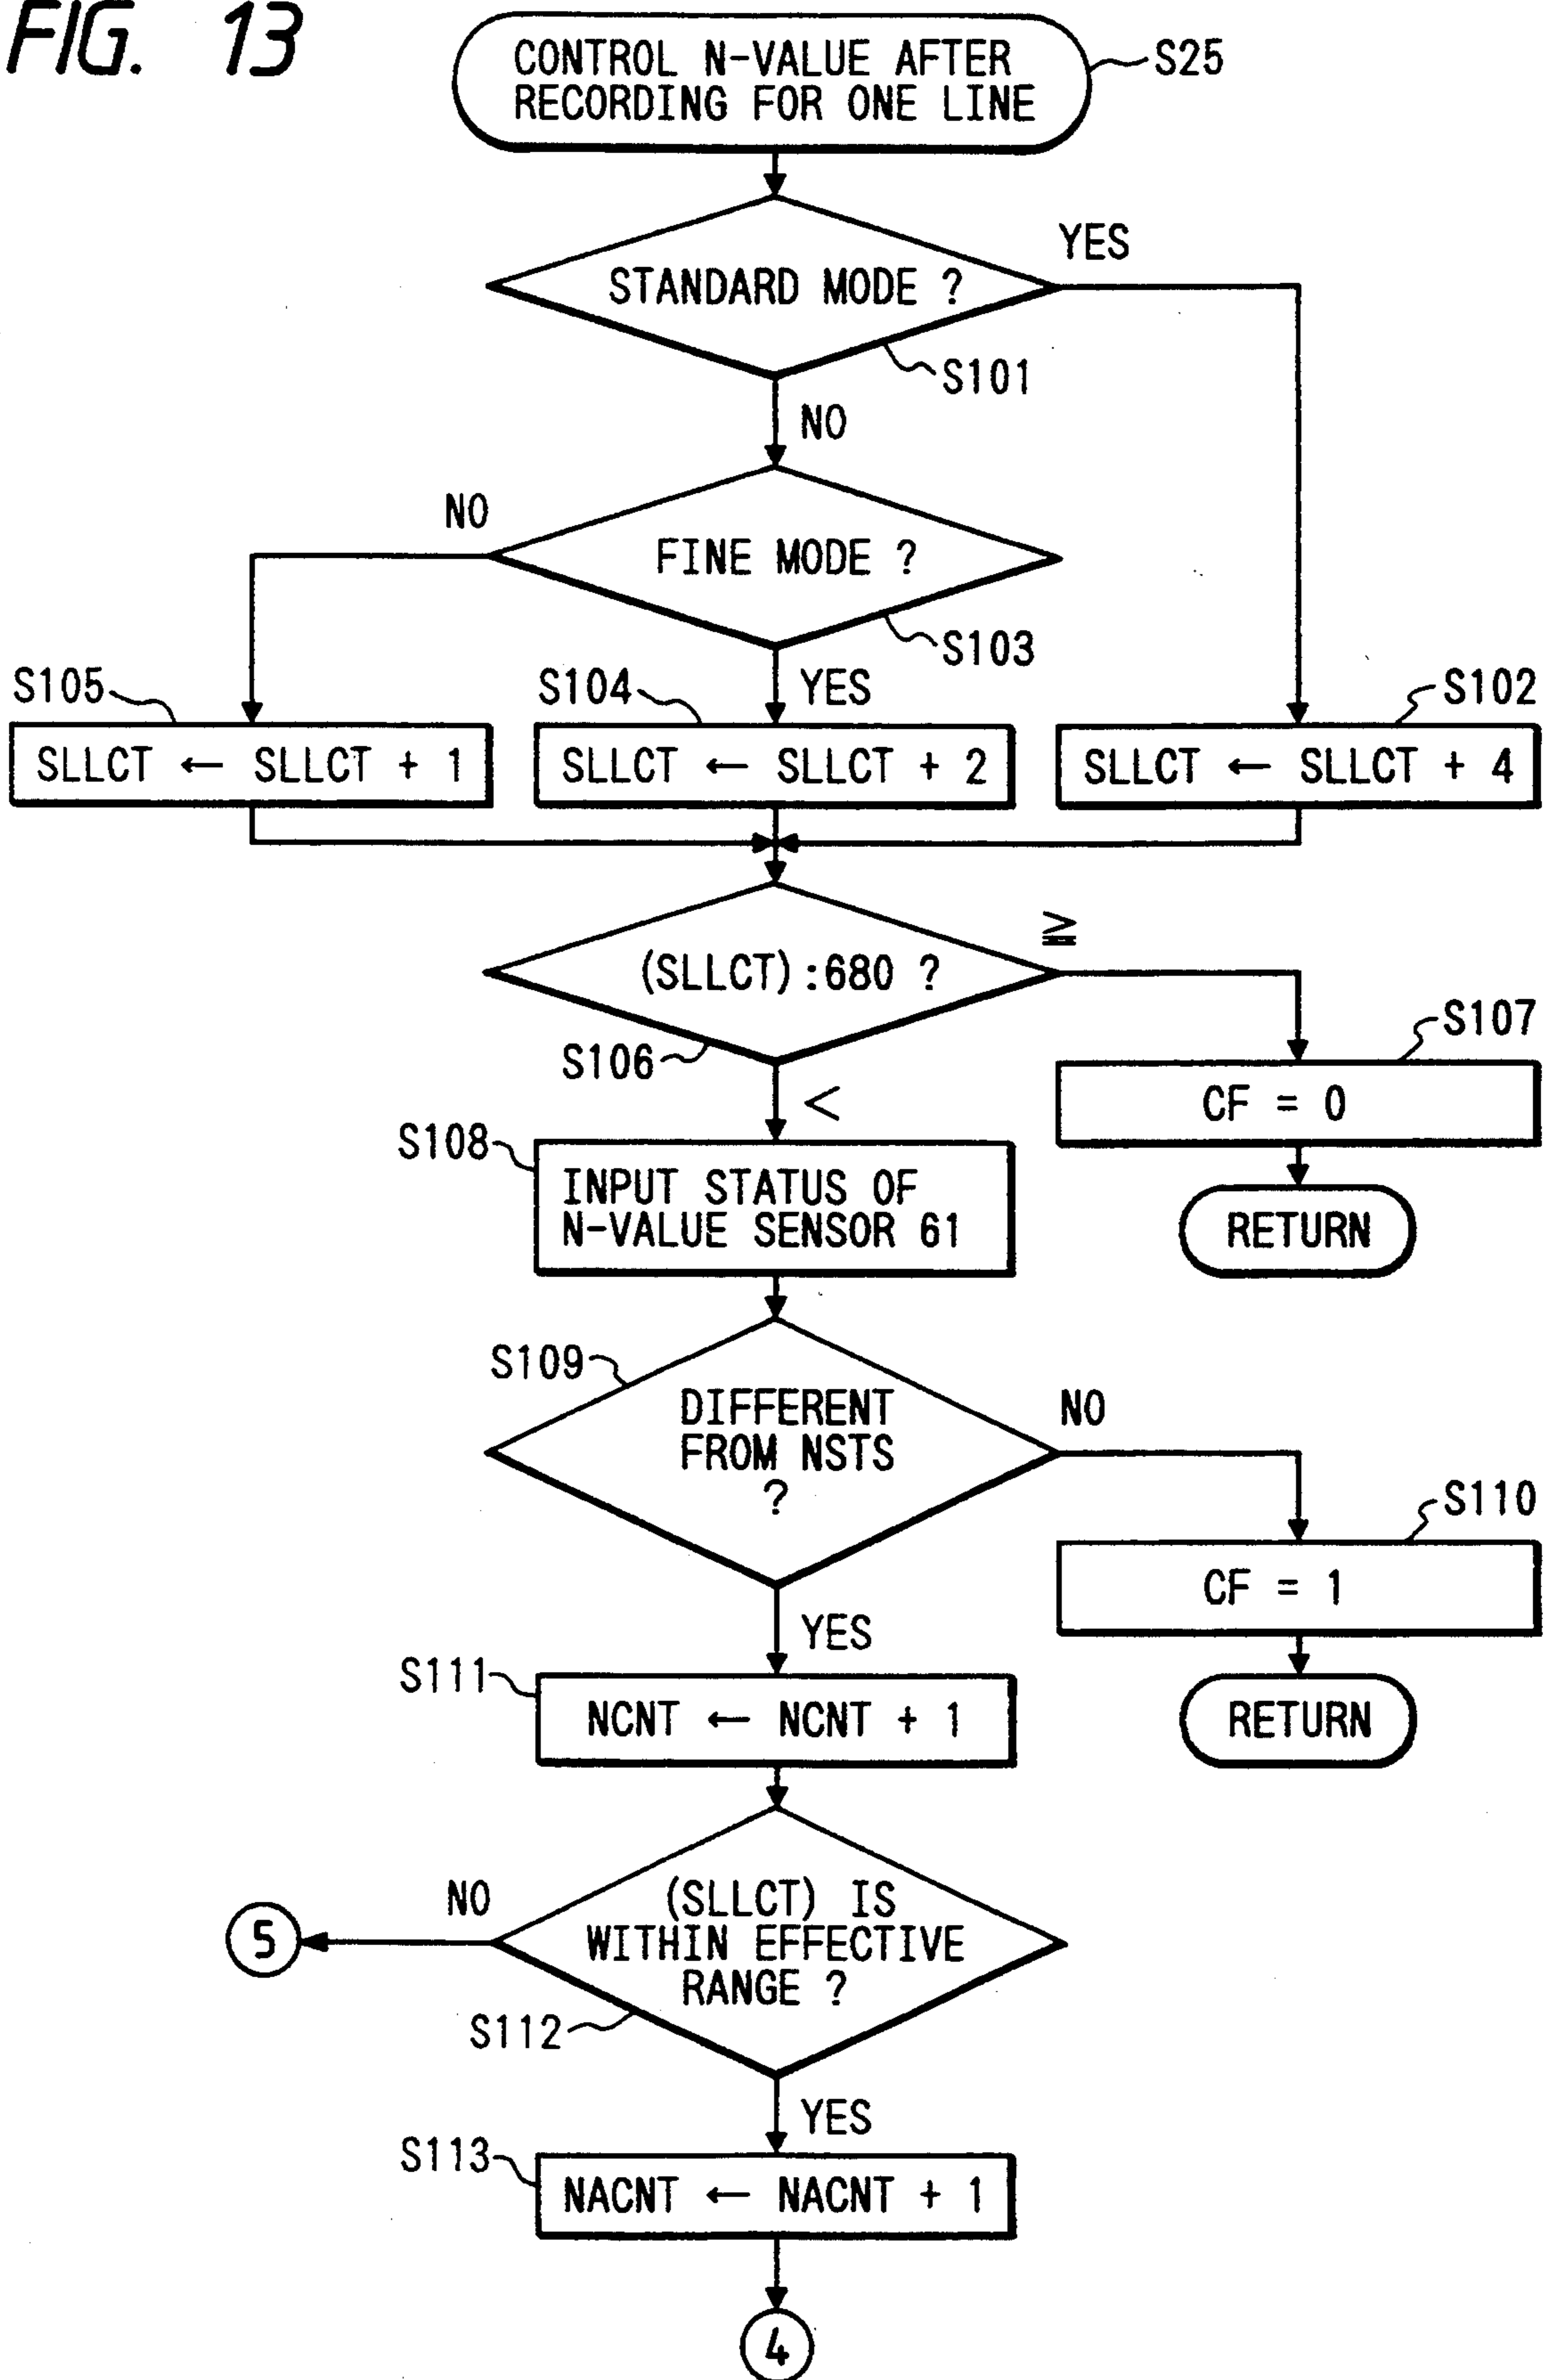 FIG. 13
CONTROL N-VALUE AFTER
RECORDING FOR ONE LINE
S25
STANDARD MODE ?
YES
S101
NO
FINE MODE ?
NO
S103
YES
S105
SLLCT ← SLLCT + 1
S104
SLLCT ← SLLCT + 2
S102
SLLCT ← SLLCT + 4
(SLLCT) :680 ?
≧
S106
<
S107
CF = 0
RETURN
S108
INPUT STATUS OF
N-VALUE SENSOR 61
S109
DIFFERENT
FROM NSTS
?
NO
S110
CF = 1
RETURN
YES
S111
NCNT ← NCNT + 1
(SLLCT) IS
WITHIN EFFECTIVE
RANGE ?
NO
5
S112
YES
S113
NACNT ← NACNT + 1
4